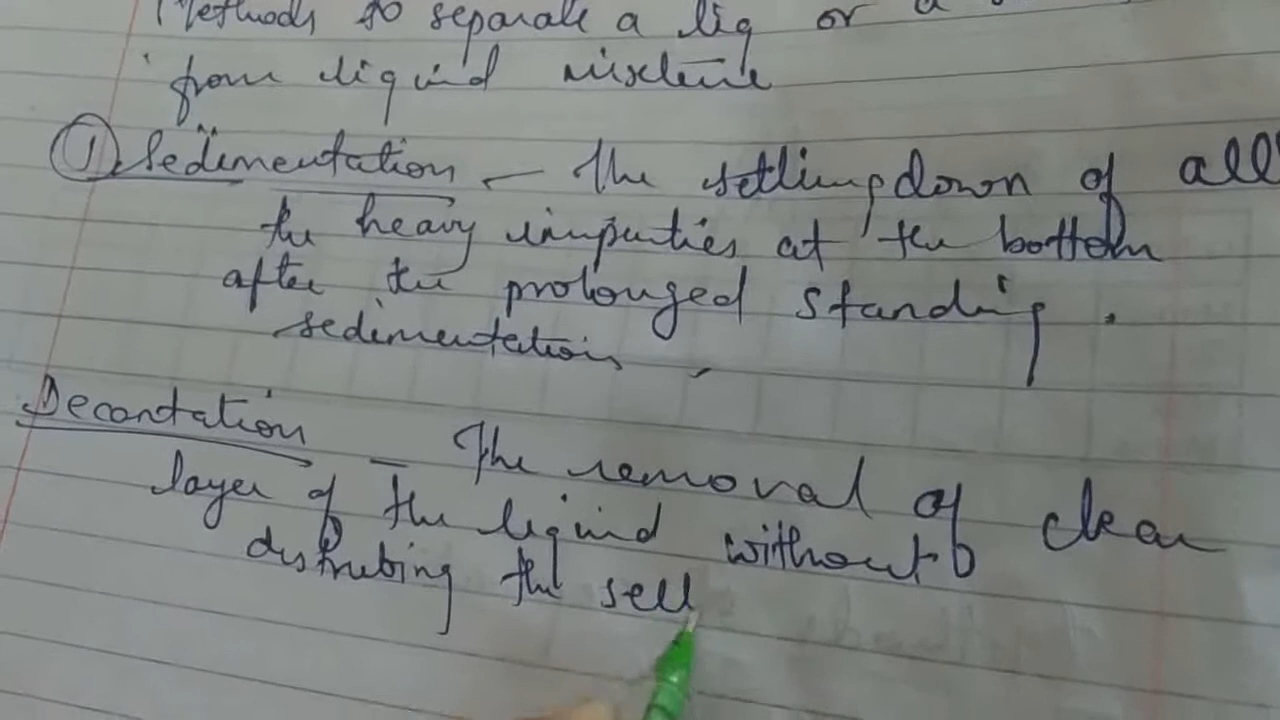 Methods to separate a liq or a
from liquid mixture
① Sedimentation - The settling down of all
the heavy impurities at the bottom
after the prolonged standing.
sedimentation
Decantation - The removal of clear
layer of the liquid without
distrubing the sell